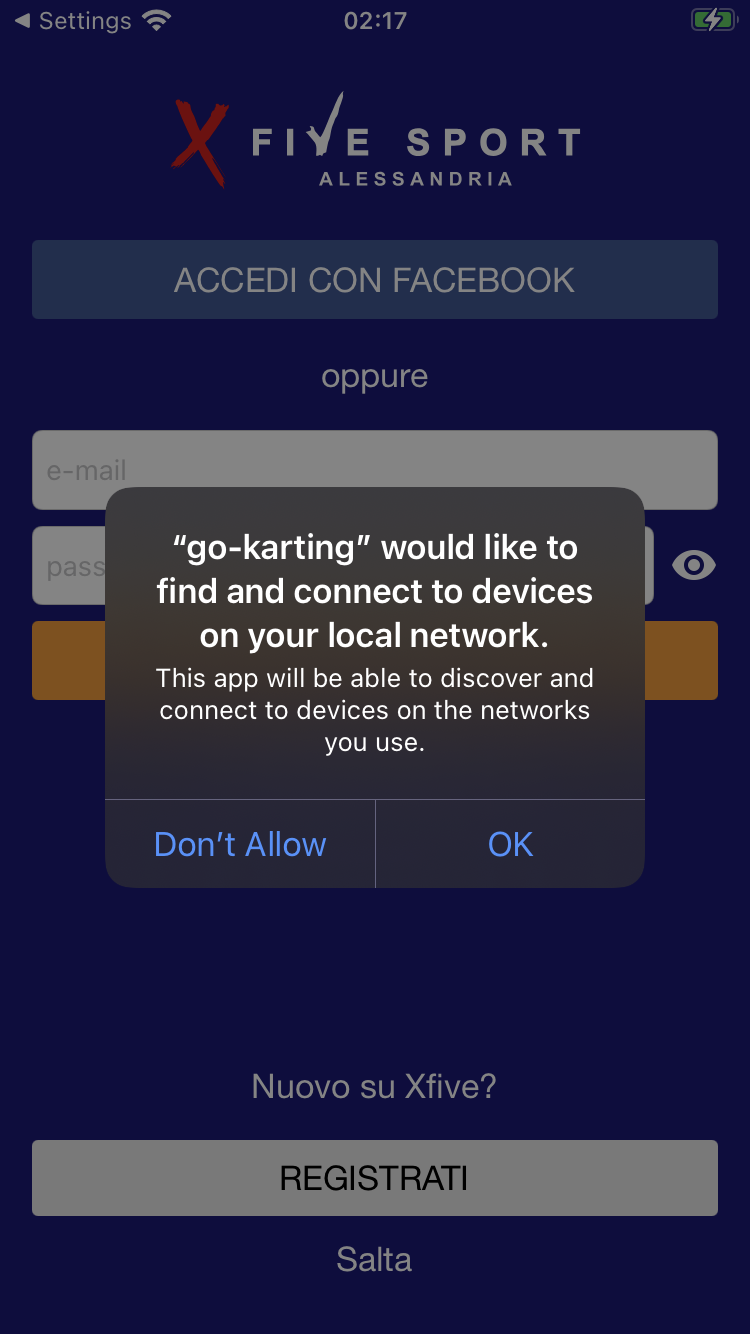 ◀ Settings 02:17
X FIVE SPORT
ALESSANDRIA
ACCEDI CON FACEBOOK
oppure
e-mail
pass
“go-karting” would like to
find and connect to devices
on your local network.
This app will be able to discover and
connect to devices on the networks
you use.
Don’t Allow OK
Nuovo su Xfive?
REGISTRATI
Salta